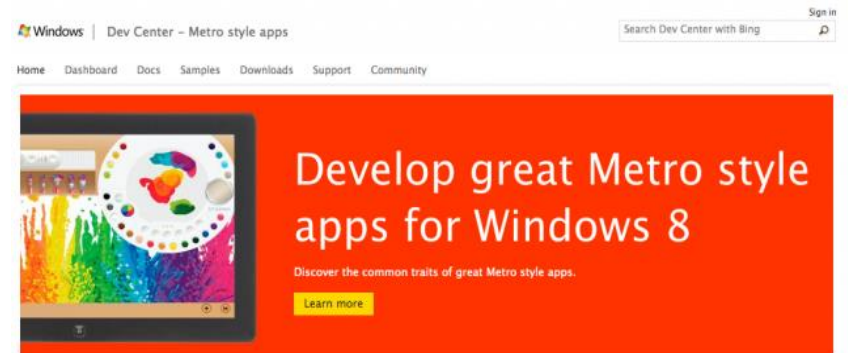 Sign in
Windows | Dev Center – Metro style apps
Search Dev Center with Bing
Home Dashboard Docs Samples Downloads Support Community
Develop great Metro style
apps for Windows 8
Discover the common traits of great Metro style apps.
Learn more